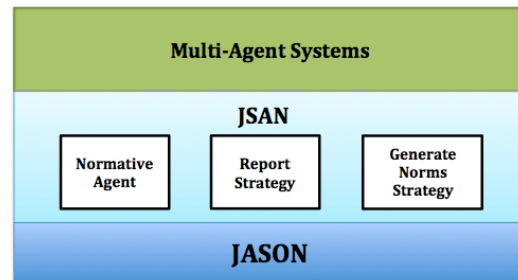 Multi-Agent Systems
JSAN
Normative
Agent
Report
Strategy
Generate
Norms
Strategy
JASON